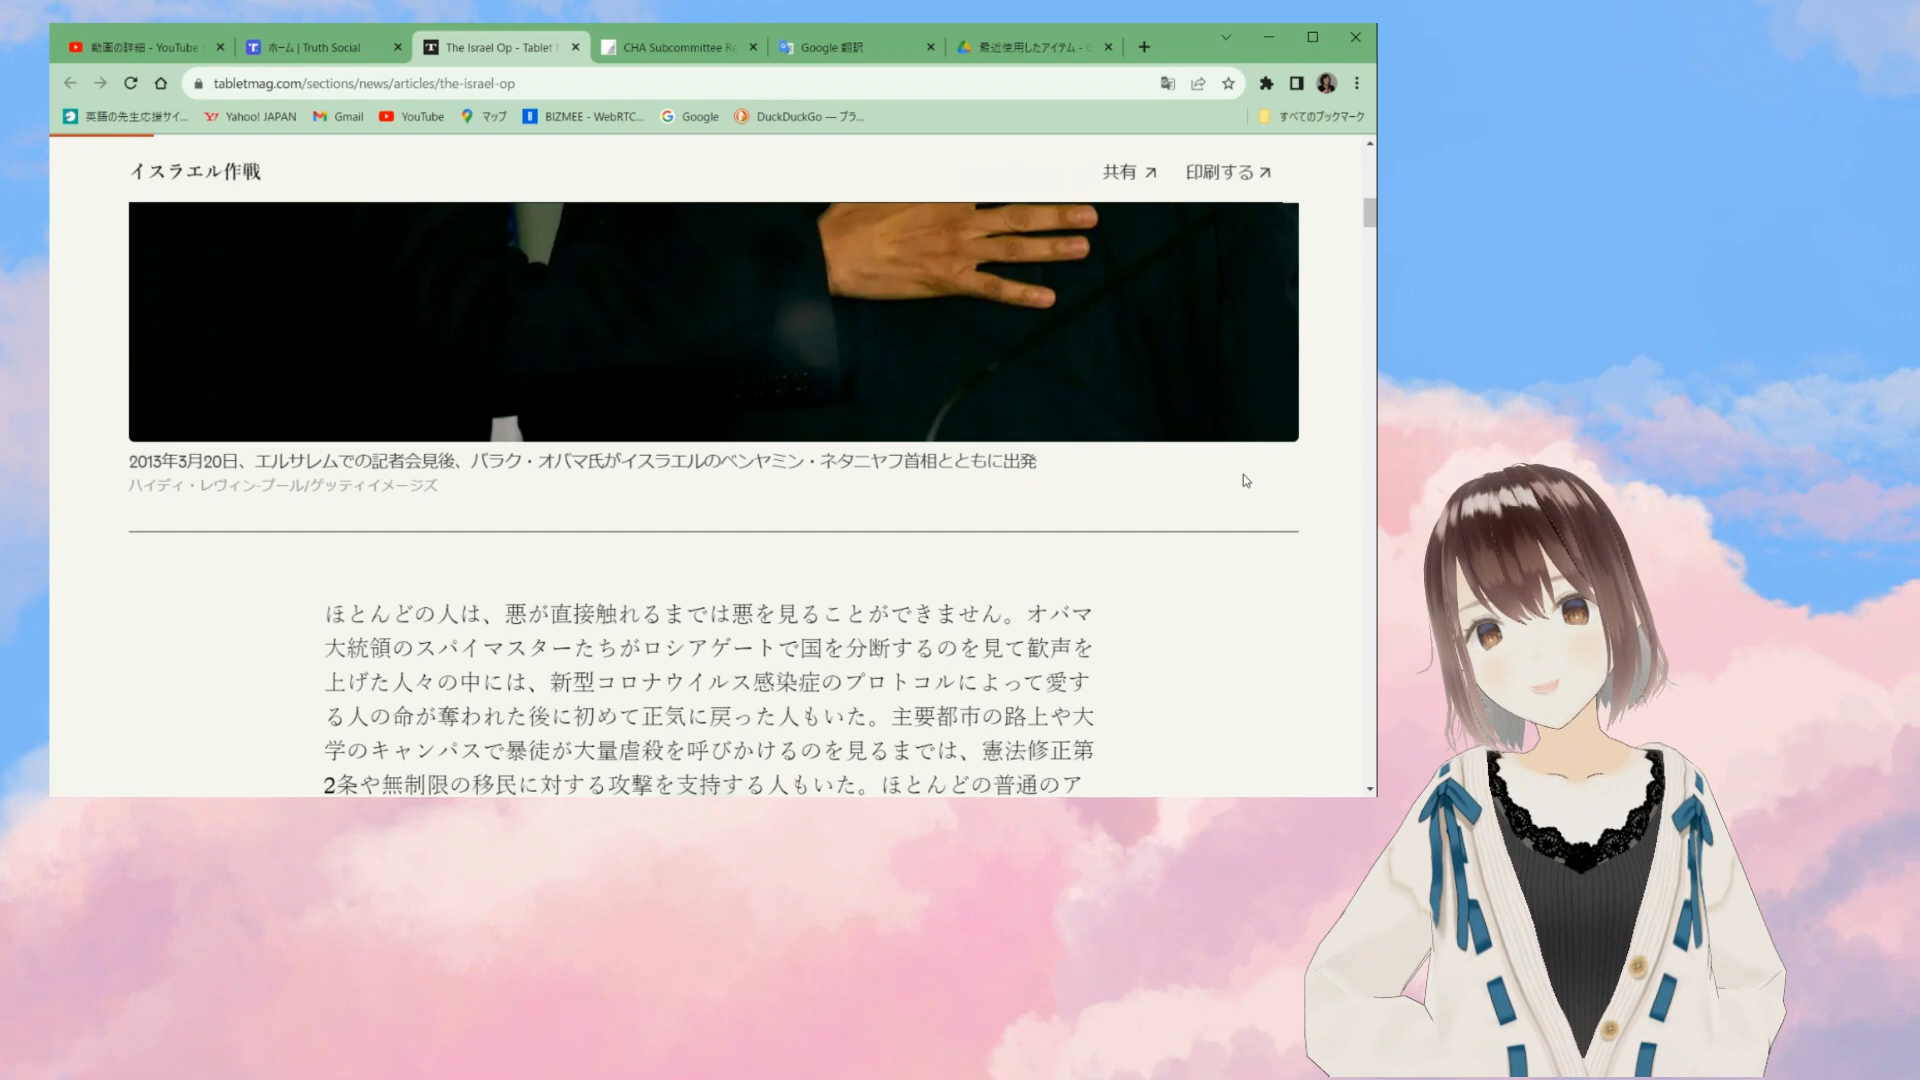 動画の詳細 - YouTube
ホーム | Truth Social
The Israel Op - Tablet
CHA Subcommittee Re
Google 翻訳
最近使用したアイテム - G
tabletmag.com/sections/news/articles/the-israel-op
英語の先生応援サイ...
Yahoo! JAPAN
Gmail
YouTube
マップ
BIZMEE - WebRTC...
Google
DuckDuckGo — プラ...
すべてのブックマーク
イスラエル作戦
共有
印刷する
2013年3月20日、エルサレムでの記者会見後、バラク・オバマ氏がイスラエルのベンヤミン・ネタニヤフ首相とともに出発
ハイディ・レヴィン-プール/ゲッティイメージズ
ほとんどの人は、悪が直接触れるまでは悪を見ることができません。オバマ
大統領のスパイマスターたちがロシアゲートで国を分断するのを見て歓声を
上げた人々の中には、新型コロナウイルス感染症のプロトコルによって愛す
る人の命が奪われた後に初めて正気に戻った人もいた。主要都市の路上や大
学のキャンパスで暴徒が大量虐殺を呼びかけるのを見るまでは、憲法修正第
2条や無制限の移民に対する攻撃を支持する人もいた。ほとんどの普通のア